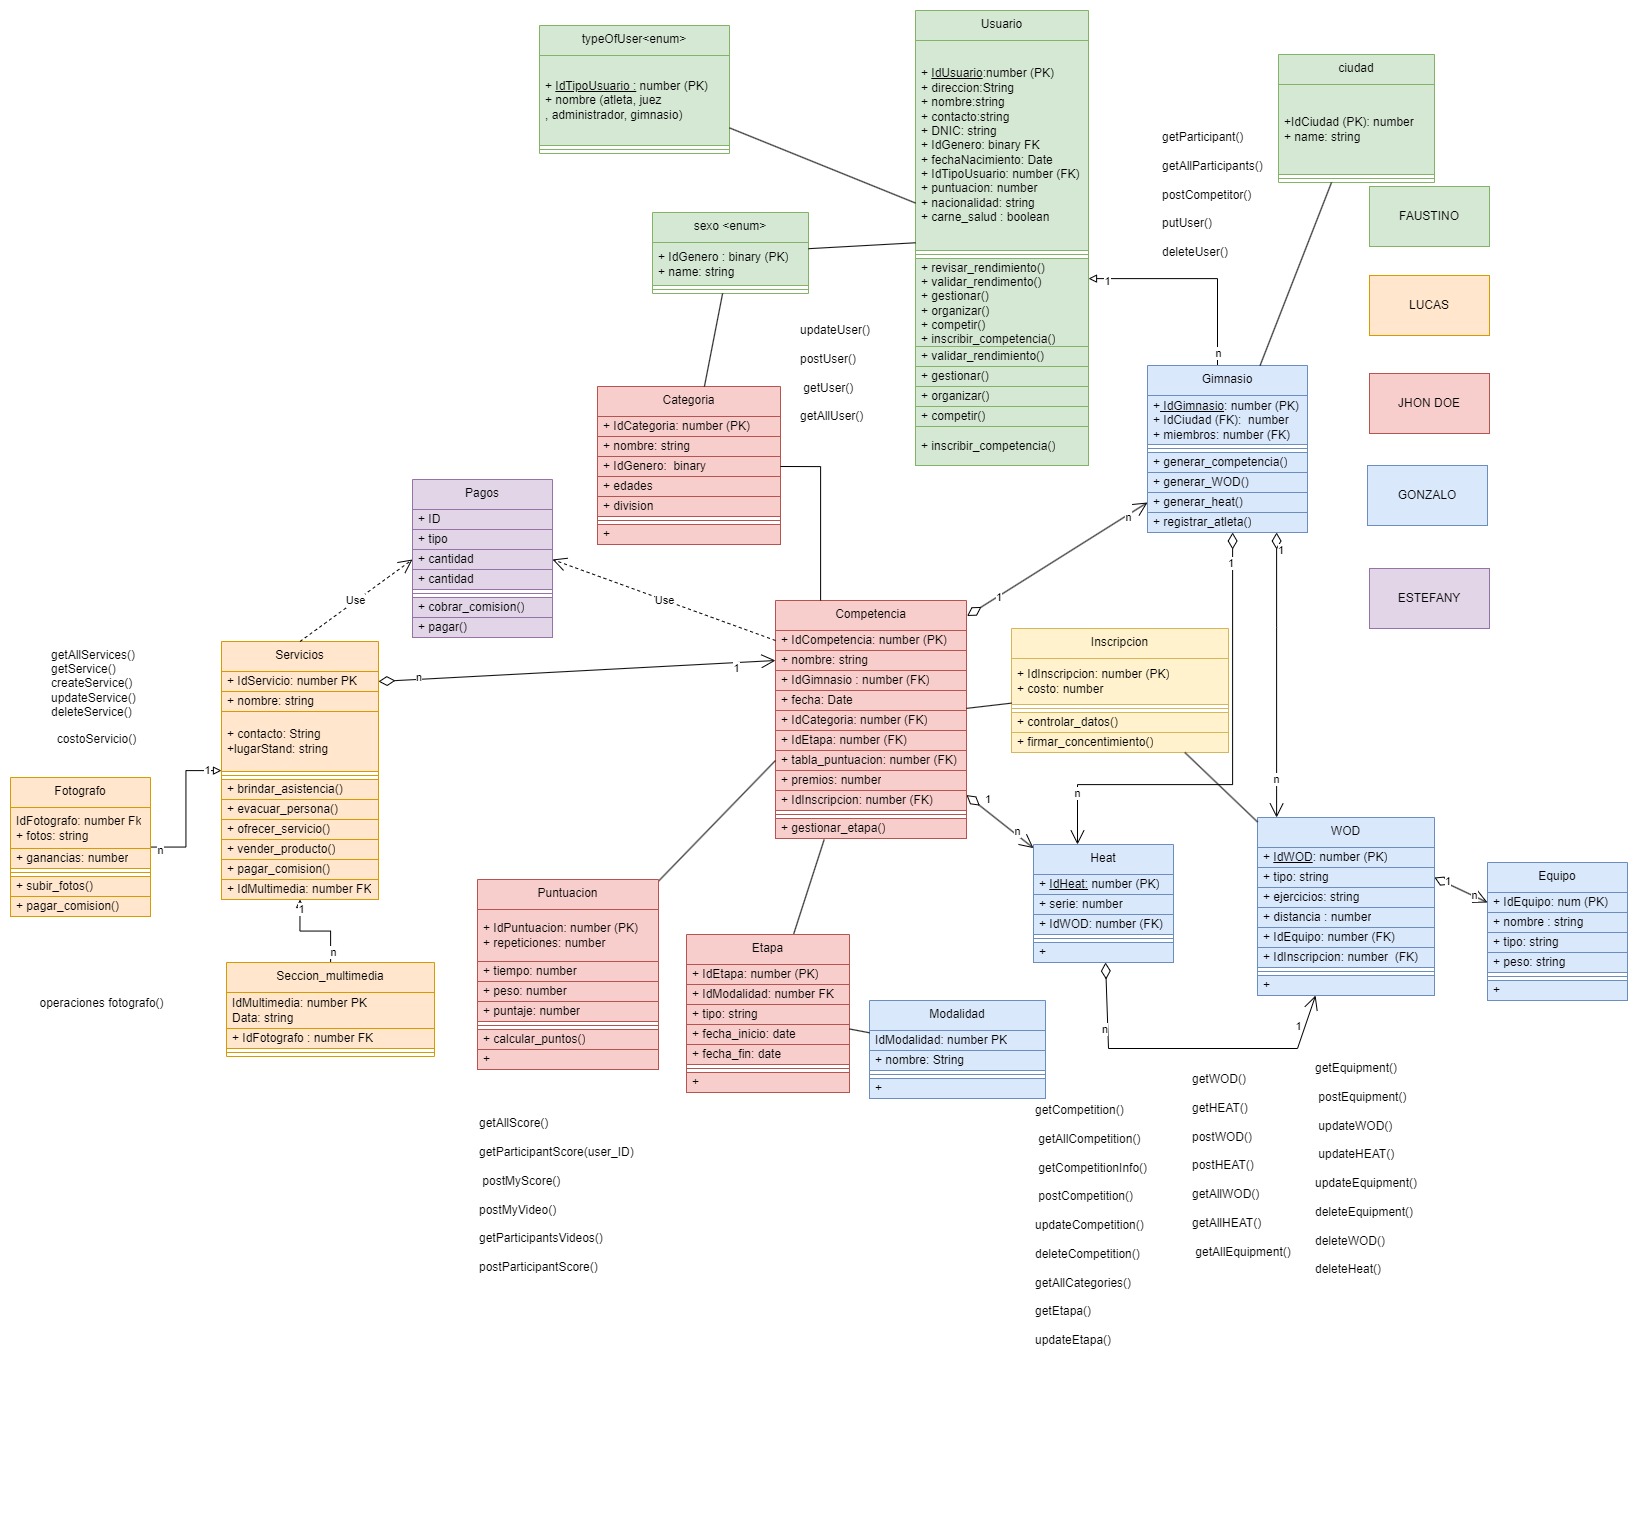 typeOfUser<enum>
+ IdTipoUsuario : number (PK)
+ nombre (atleta, juez
, administrador, gimnasio)
Usuario
+ IdUsuario:number (PK)
+ direccion:String
+ nombre:string
+ contacto:string
+ DNIC: string
+ IdGenero: binary FK
+ fechaNacimiento: Date
+ IdTipoUsuario: number (FK)
+ puntuacion: number
+ nacionalidad: string
+ carne_salud : boolean
+ revisar_rendimiento()
+ validar_rendimento()
+ gestionar()
+ organizar()
+ competir()
+ inscribir_competencia()
+ validar_rendimiento()
+ gestionar()
+ organizar()
+ competir()
+ inscribir_competencia()
ciudad
+IdCiudad (PK): number
+ name: string
getParticipant()
getAllParticipants()
postCompetitor()
putUser()
deleteUser()
FAUSTINO
LUCAS
JHON DOE
GONZALO
ESTEFANY
sexo <enum>
+ IdGenero : binary (PK)
+ name: string
updateUser()
postUser()
getUser()
getAllUser()
1
n
Gimnasio
+ IdGimnasio: number (PK)
+ IdCiudad (FK): number
+ miembros: number (FK)
+ generar_competencia()
+ generar_WOD()
+ generar_heat()
+ registrar_atleta()
Categoria
+ IdCategoria: number (PK)
+ nombre: string
+ IdGenero: binary
+ edades
+ division
+
Pagos
+ ID
+ tipo
+ cantidad
+ cantidad
+ cobrar_comision()
+ pagar()
Use
Use
n
1
1
1
Competencia
+ IdCompetencia: number (PK)
+ nombre: string
+ IdGimnasio : number (FK)
+ fecha: Date
+ IdCategoria: number (FK)
+ IdEtapa: number (FK)
+ tabla_puntuacion: number (FK)
+ premios: number
+ IdInscripcion: number (FK)
+ gestionar_etapa()
Inscripcion
+ IdInscripcion: number (PK)
+ costo: number
+ controlar_datos()
+ firmar_concentimiento()
getAllServices()
getService()
createService()
updateService()
deleteService()
costoServicio()
Servicios
+ IdServicio: number PK
+ nombre: string
+ contacto: String
+lugarStand: string
+ brindar_asistencia()
+ evacuar_persona()
+ ofrecer_servicio()
+ vender_producto()
+ pagar_comision()
+ IdMultimedia: number FK
n
1
1
n
Fotografo
IdFotografo: number Fk
+ fotos: string
+ ganancias: number
+ subir_fotos()
+ pagar_comision()
1
n
Seccion_multimedia
IdMultimedia: number PK
Data: string
+ IdFotografo : number FK
operaciones fotografo()
1
n
n
n
Heat
+ IdHeat: number (PK)
+ serie: number
+ IdWOD: number (FK)
+
WOD
+ IdWOD: number (PK)
+ tipo: string
+ ejercicios: string
+ distancia : number
+ IdEquipo: number (FK)
+ IdInscripcion: number (FK)
+
1
n
Equipo
+ IdEquipo: num (PK)
+ nombre : string
+ tipo: string
+ peso: string
+
n
1
Puntuacion
+ IdPuntuacion: number (PK)
+ repeticiones: number
+ tiempo: number
+ peso: number
+ puntaje: number
+ calcular_puntos()
+
Etapa
+ IdEtapa: number (PK)
+ IdModalidad: number FK
+ tipo: string
+ fecha_inicio: date
+ fecha_fin: date
+
Modalidad
IdModalidad: number PK
+ nombre: String
+
getAllScore()
getParticipantScore(user_ID)
postMyScore()
postMyVideo()
getParticipantsVideos()
postParticipantScore()
getCompetition()
getAllCompetition()
getCompetitionInfo()
postCompetition()
updateCompetition()
deleteCompetition()
getAllCategories()
getEtapa()
updateEtapa()
getWOD()
getHEAT()
postWOD()
postHEAT()
getAllWOD()
getAllHEAT()
getAllEquipment()
getEquipment()
postEquipment()
updateWOD()
updateHEAT()
updateEquipment()
deleteEquipment()
deleteWOD()
deleteHeat()